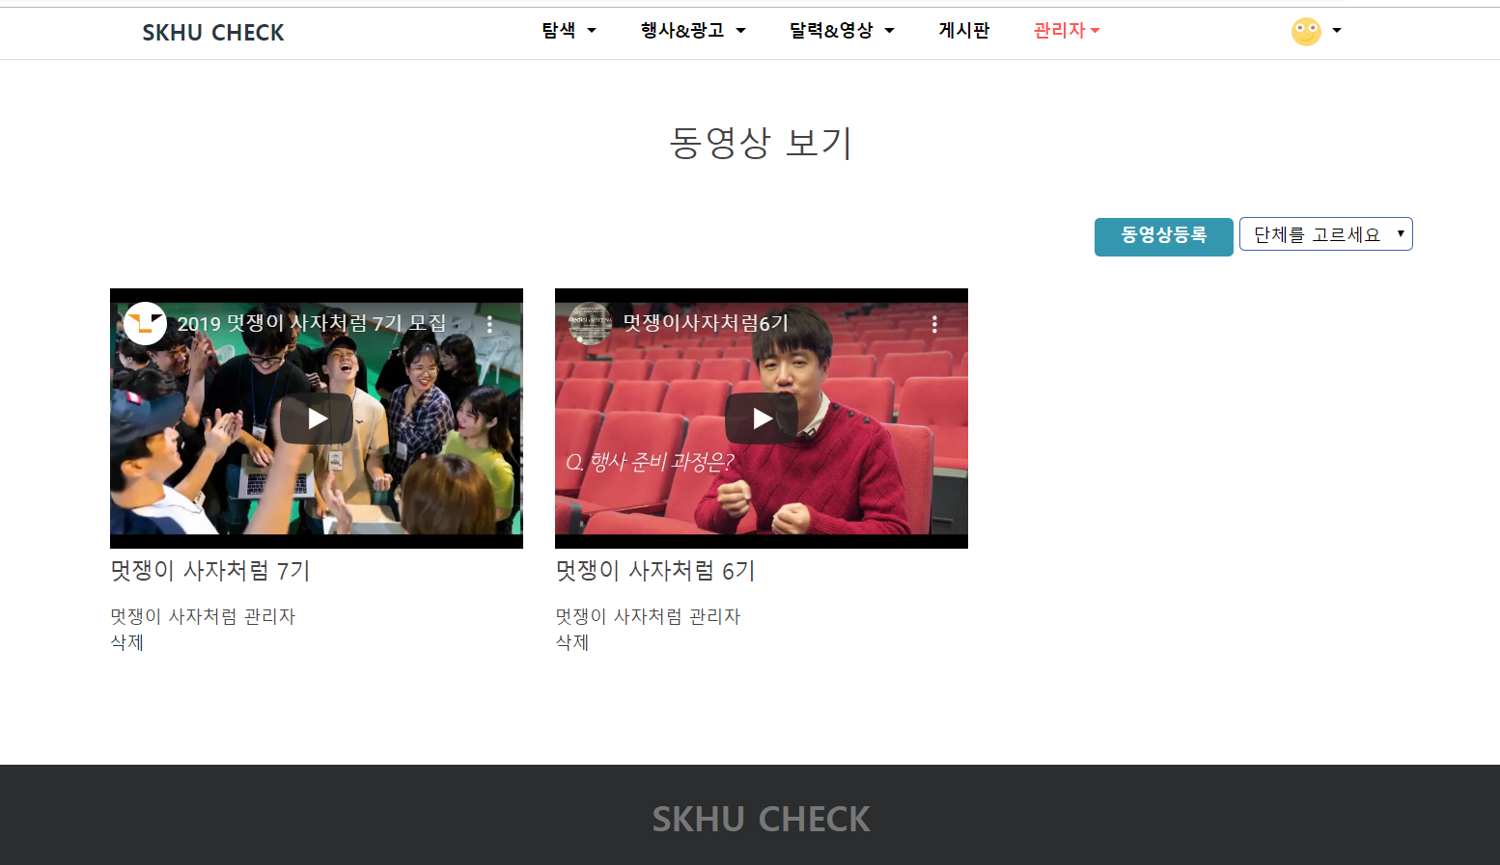 SKHU CHECK
탐색 행사&광고 달력&영상 게시판 관리자
동영상 보기
동영상등록 단체를 고르세요
2019 멋쟁이 사자처럼 7기 모집
멋쟁이사자처럼6기
Q. 행사 준비 과정은?
멋쟁이 사자처럼 7기
멋쟁이 사자처럼 관리자
삭제
멋쟁이 사자처럼 6기
멋쟁이 사자처럼 관리자
삭제
SKHU CHECK